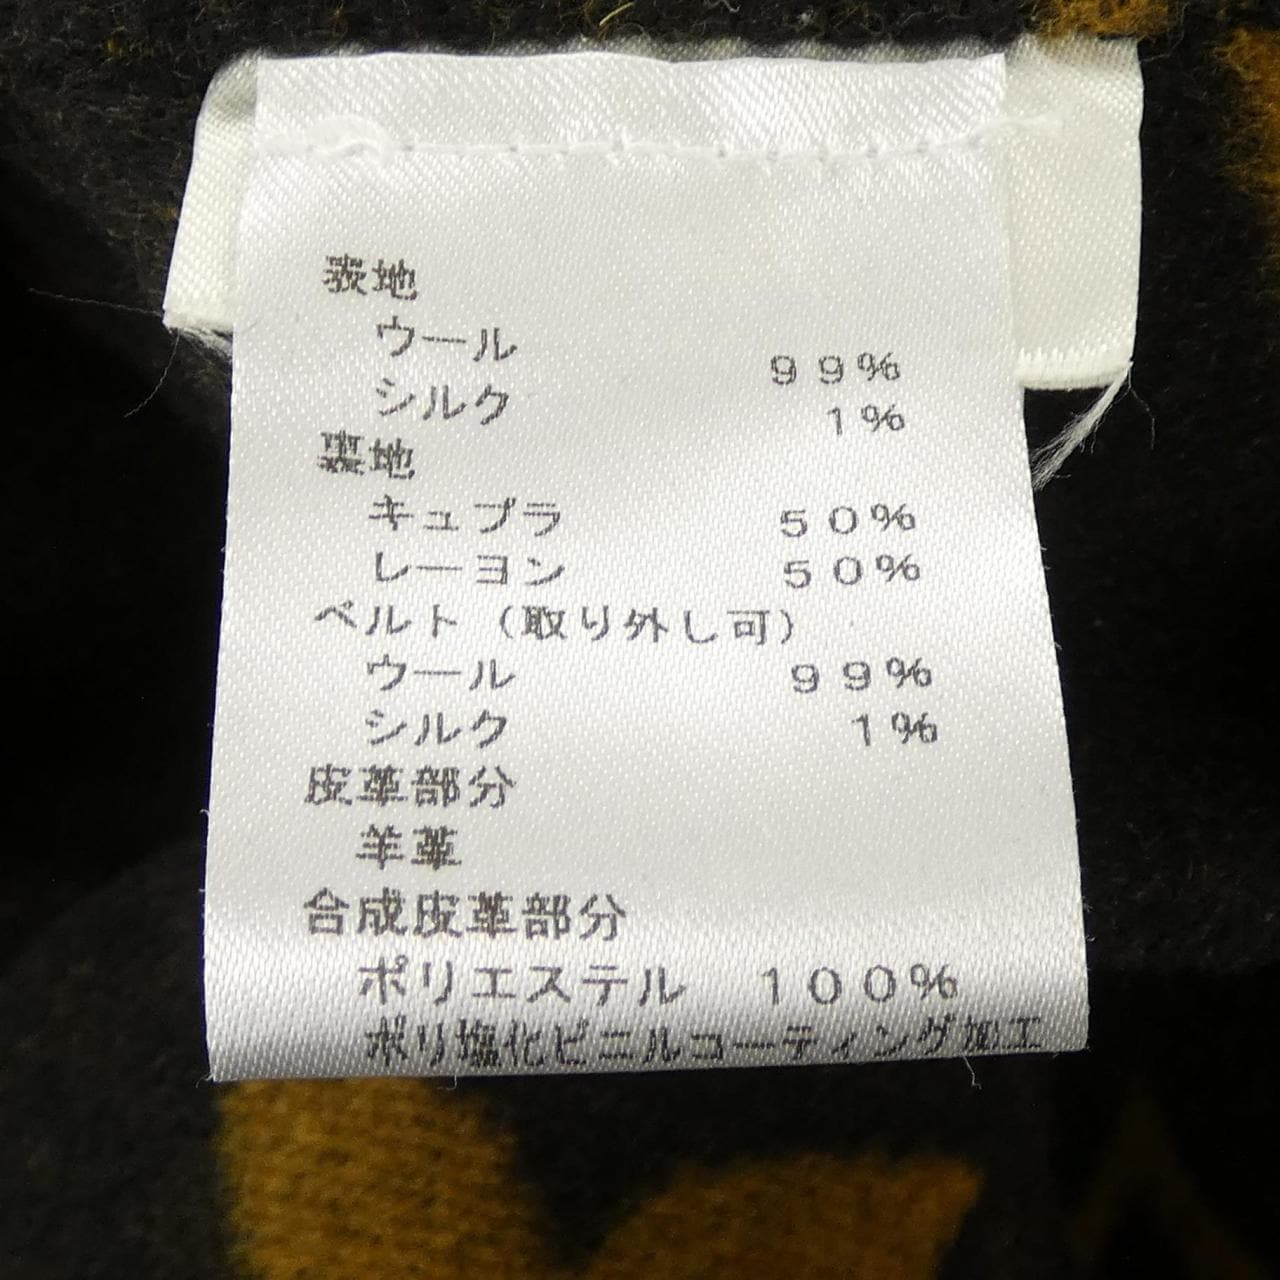 表地
ウール 99%
シルク 1%
裏地
キュプラ 50%
レーヨン 50%
ベルト(取り外し可)
ウール 99%
シルク 1%
皮革部分
羊革
合成皮革部分
ポリエステル 100%
ポリ塩化ビニルコーティング加工